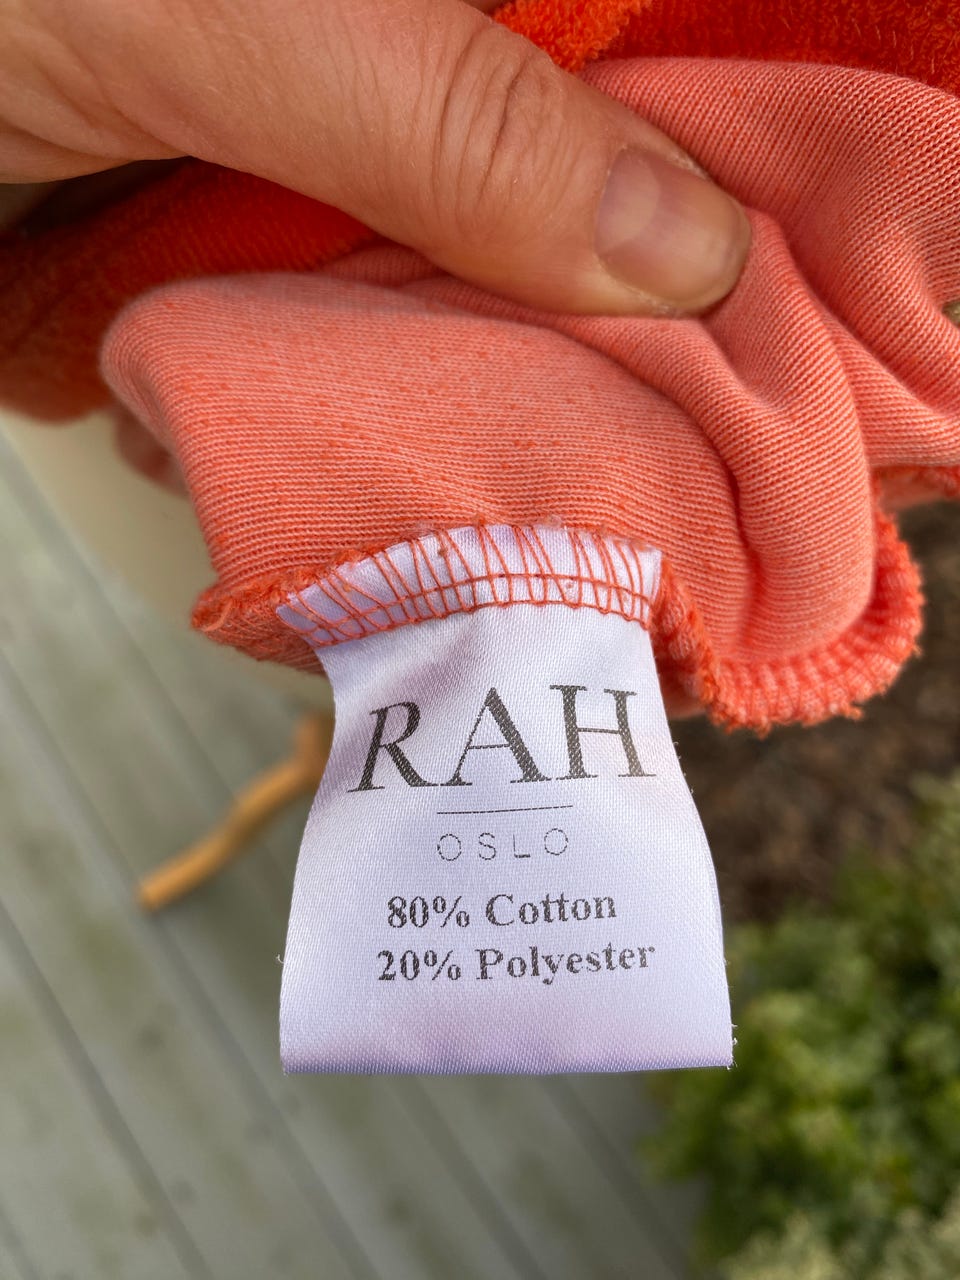 RAH
OSLO
80% Cotton
20% Polyester